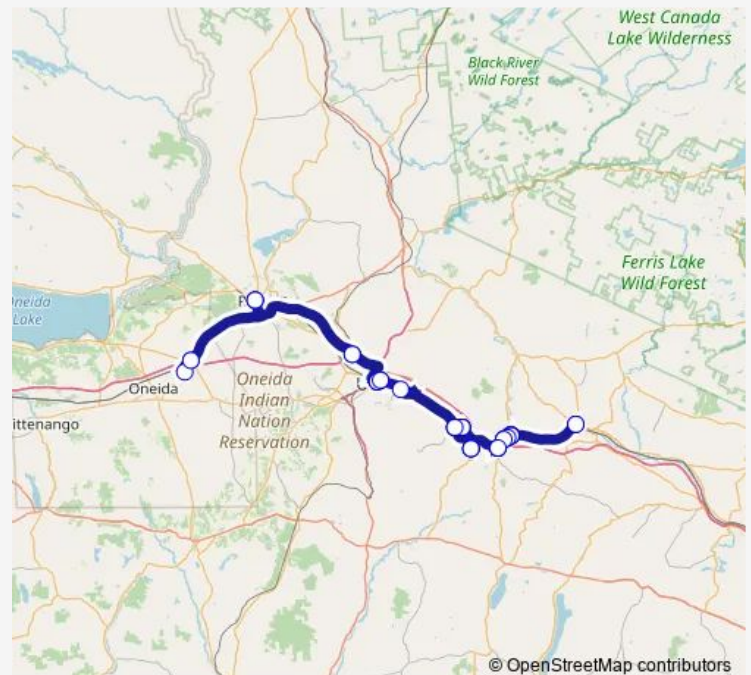 West Canada
Lake Wilderness
Black River
Wild Forest
Ferris Lake
Wild Forest
Oneida
Lake
Oneida
Oneida
Indian
Nation
Reservation
ittenango
© OpenStreetMap contributors